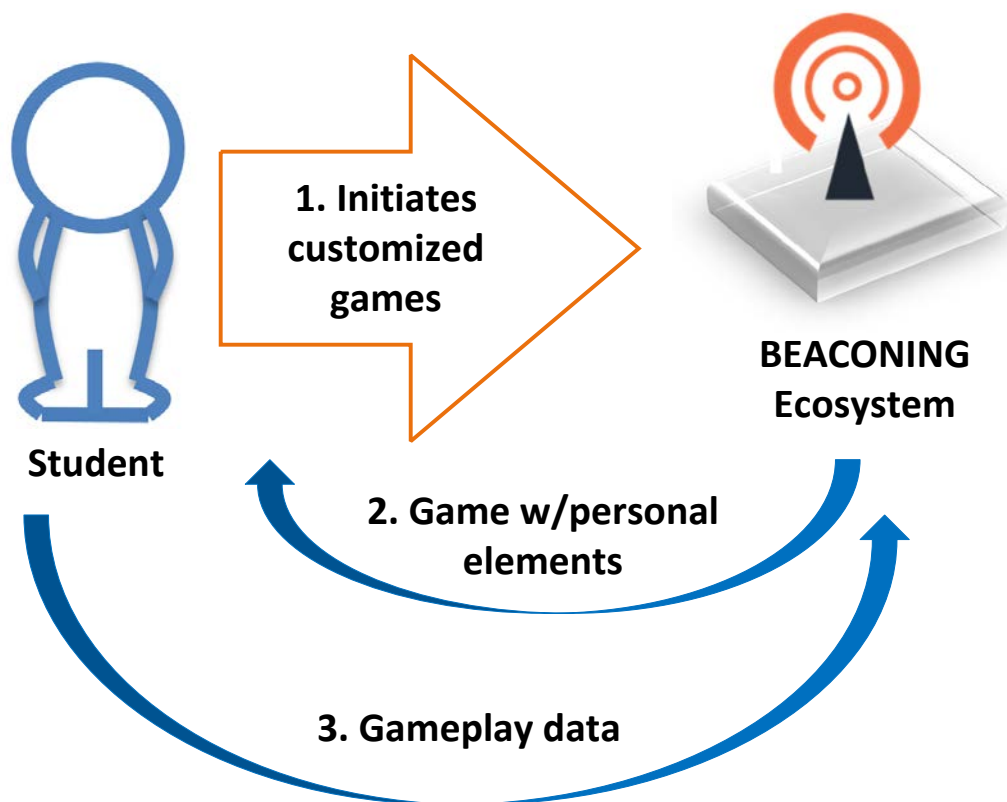 1. Initiates
customized
games
BEACONING
Ecosystem
Student
2. Game w/personal
elements
3. Gameplay data